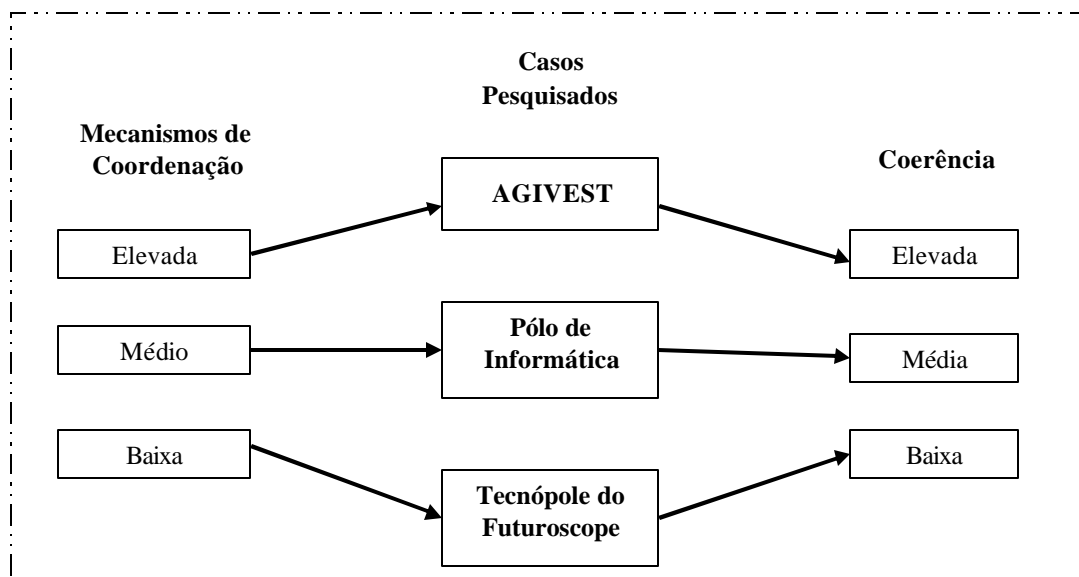 Casos
Pesquisados
Mecanismos de
Coordenação
Coerência
AGIVEST
Elevada
Elevada
Pólo de
Informática
Médio
Média
Baixa
Baixa
Tecnópole do
Futuroscope